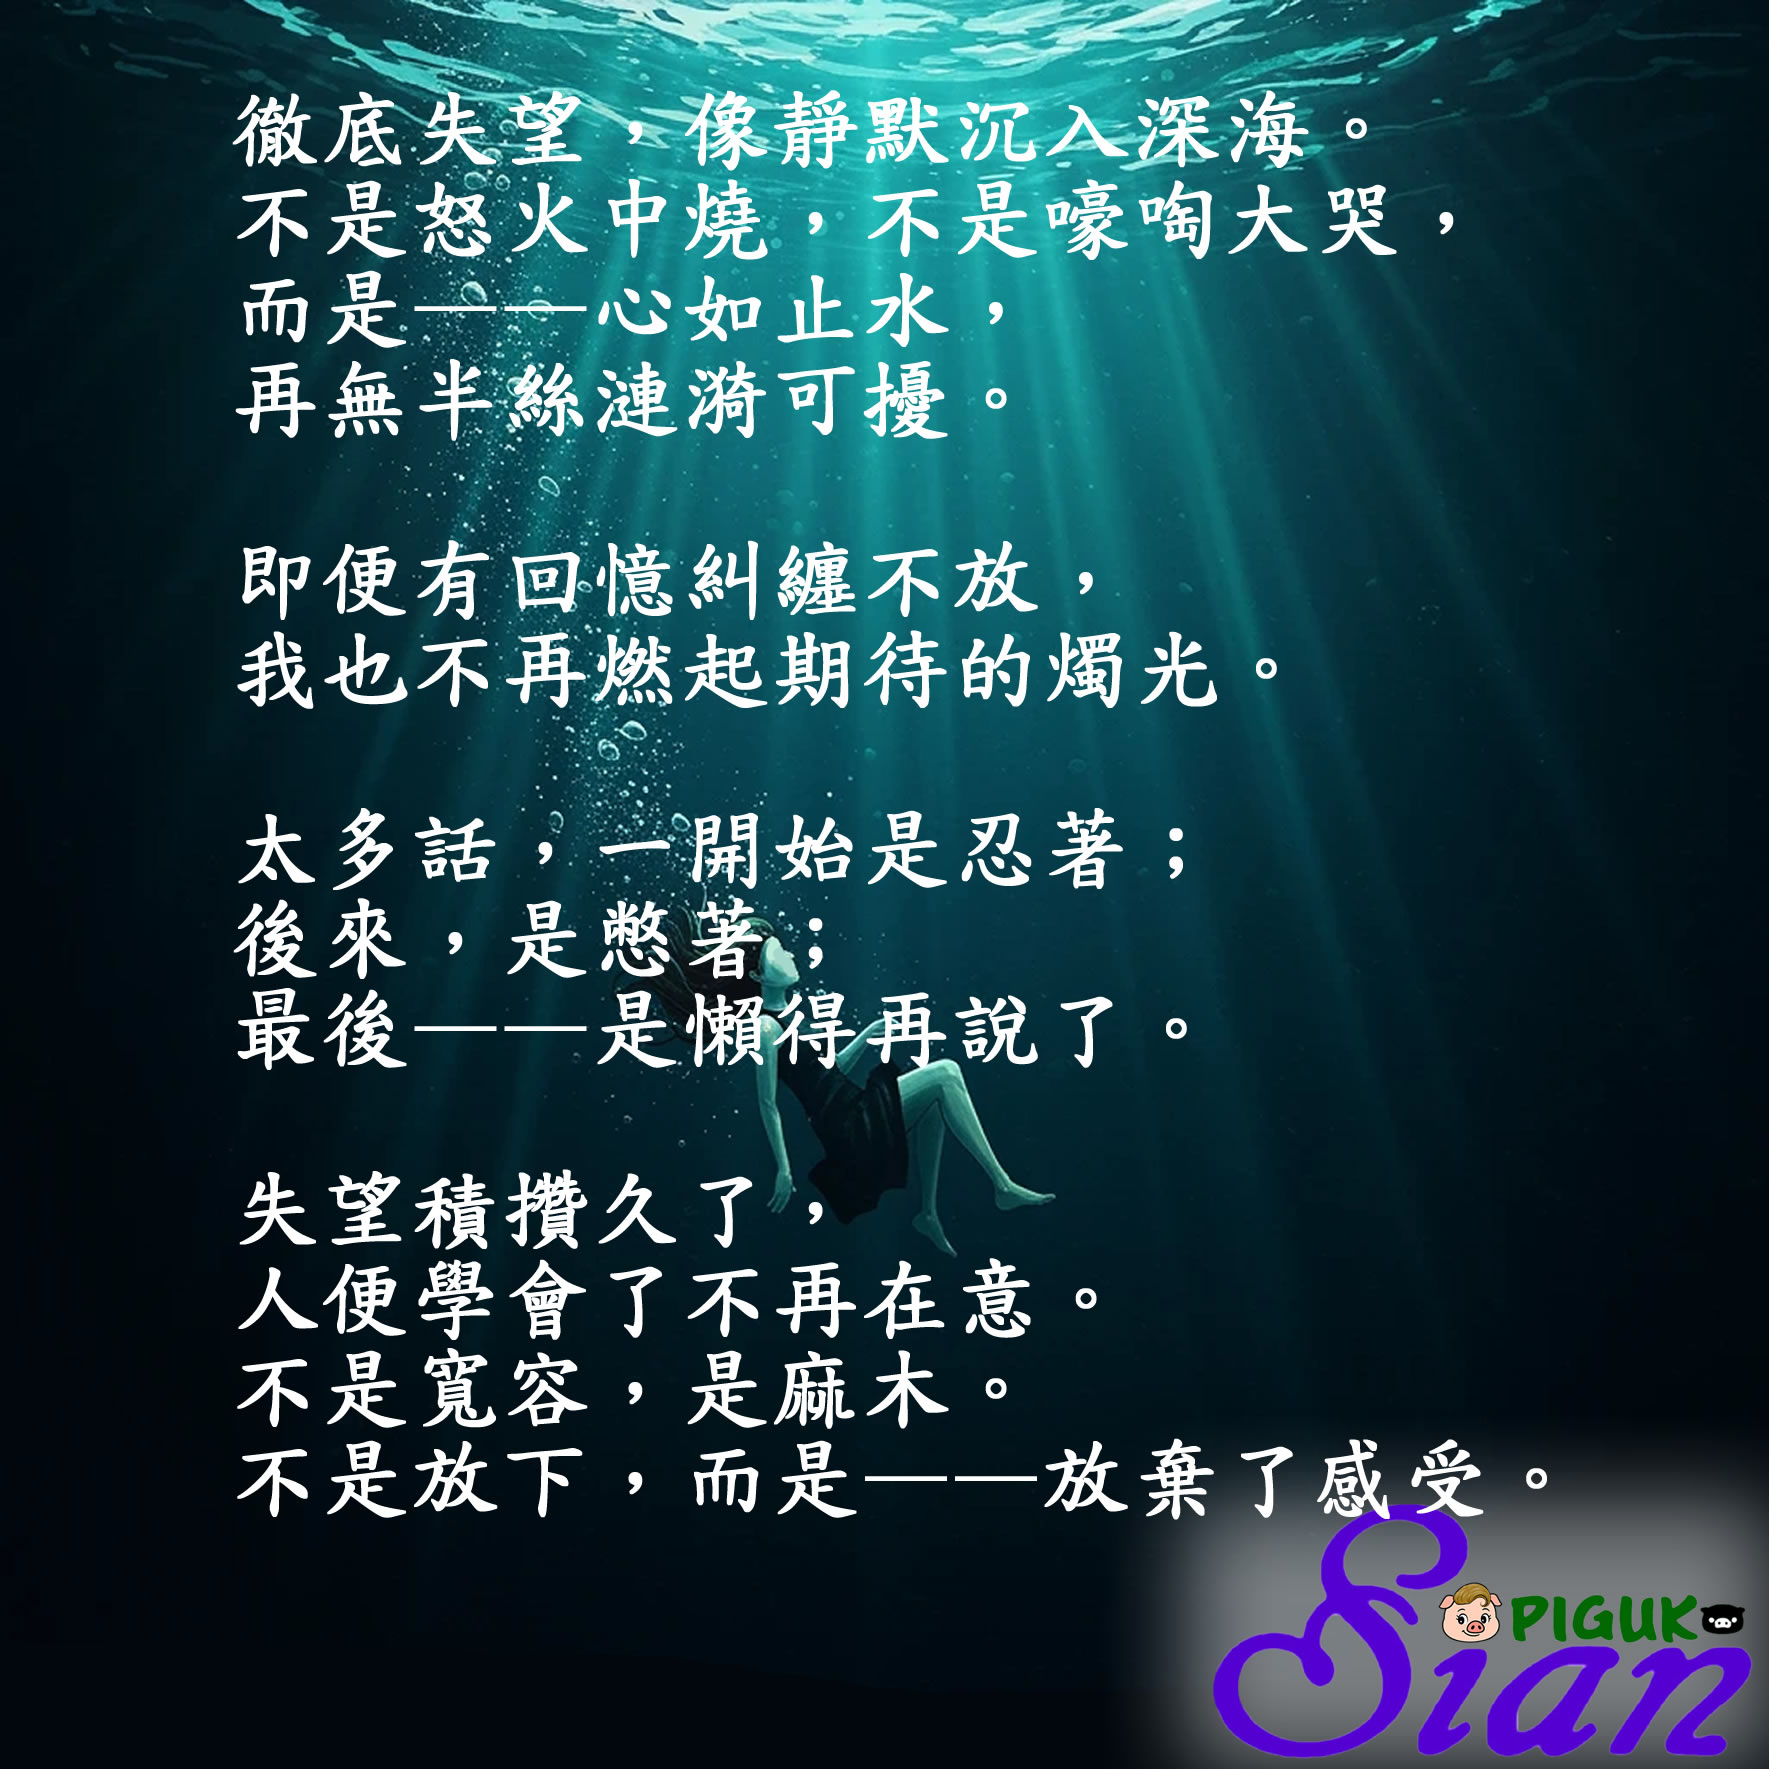 徹底失望，像靜默沉入深海。
不是怒火中燒，不是嚎啕大哭，
而是——心如止水，
再無半絲漣漪可擾。
即便有回憶糾纏不放，
我也不再燃起期待的燭光。
太多話，一開始是忍著；
後來，是憋著；
最後——是懶得再說了。
失望積攢久了，
人便學會了不再在意。
不是寬容，是麻木。
不是放下，而是——放棄了感受。
PIGUK
Sian